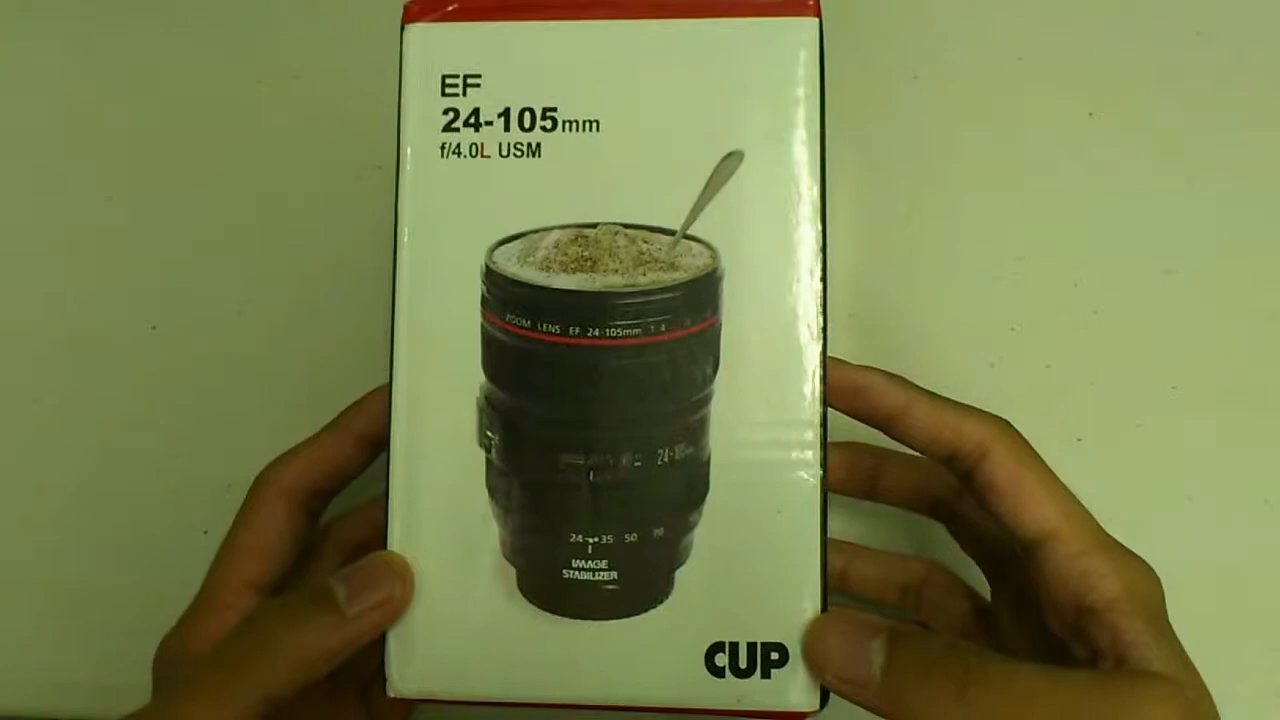 EF
24-105mm
f/4.0L USM
ZOOM LENS EF 24-105mm 1:4
24-105mm
24 35 50 70
IMAGE
STABILIZER
CUP